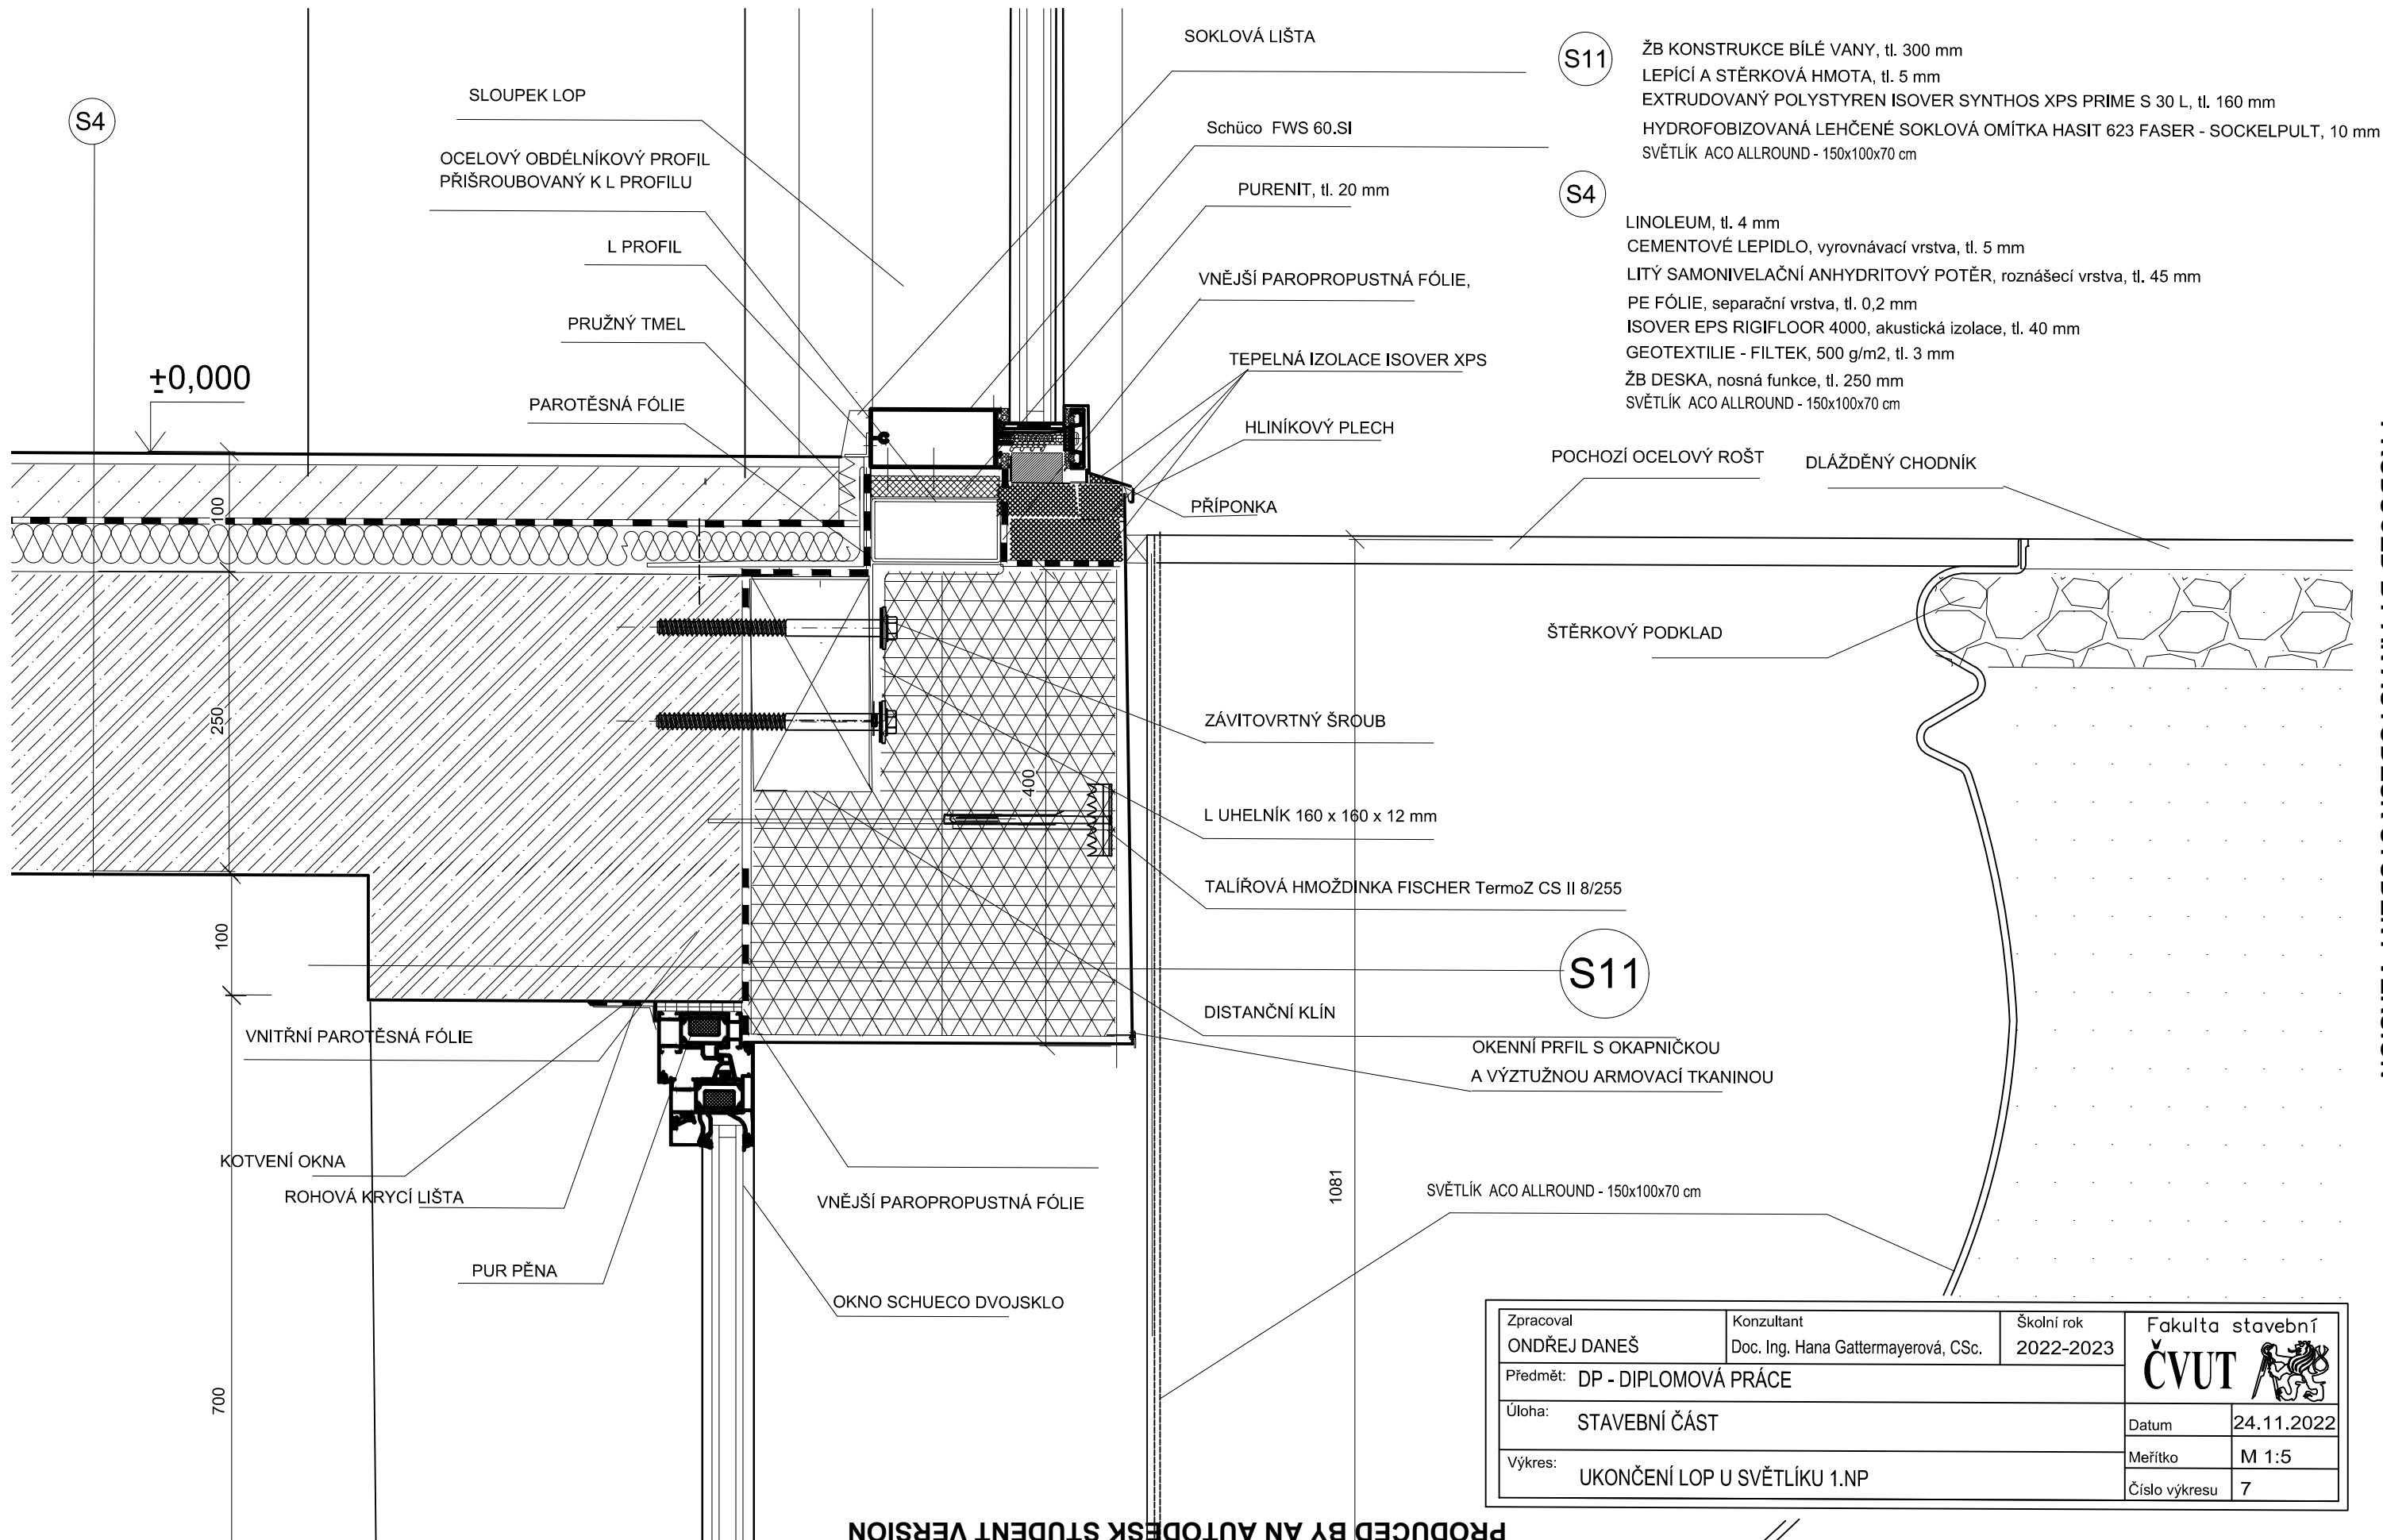 SOKLOVÁ LIŠTA
S11
ŽB KONSTRUKCE BÍLÉ VANY, tl. 300 mm
LEPÍCÍ A STĚRKOVÁ HMOTA, tl. 5 mm
EXTRUDOVANÝ POLYSTYREN ISOVER SYNTHOS XPS PRIME S 30 L, tl. 160 mm
HYDROFOBIZOVANÁ LEHČENÉ SOKLOVÁ OMÍTKA HASIT 623 FASER - SOCKELPULT, 10 mm
SVĚTLÍK ACO ALLROUND - 150x100x70 cm
S4
LINOLEUM, tl. 4 mm
CEMENTOVÉ LEPIDLO, vyrovnávací vrstva, tl. 5 mm
LITÝ SAMONIVELAČNÍ ANHYDRITOVÝ POTĚR, roznášecí vrstva, tl. 45 mm
PE FÓLIE, separační vrstva, tl. 0,2 mm
ISOVER EPS RIGIFLOOR 4000, akustická izolace, tl. 40 mm
GEOTEXTILIE - FILTEK, 500 g/m2, tl. 3 mm
ŽB DESKA, nosná funkce, tl. 250 mm
SVĚTLÍK ACO ALLROUND - 150x100x70 cm
S4
SLOUPEK LOP
OCELOVÝ OBDÉLNÍKOVÝ PROFIL
PŘIŠROUBOVANÝ K L PROFILU
L PROFIL
PRUŽNÝ TMEL
PAROTĚSNÁ FÓLIE
±0,000
Schüco FWS 60.SI
PURENIT, tl. 20 mm
VNĚJŠÍ PAROPROPUSTNÁ FÓLIE,
TEPELNÁ IZOLACE ISOVER XPS
HLINÍKOVÝ PLECH
PŘÍPONKA
POCHOZÍ OCELOVÝ ROŠT
DLÁŽDĚNÝ CHODNÍK
ŠTĚRKOVÝ PODKLAD
100
250
100
700
400
1081
ZÁVITOVRTNÝ ŠROUB
L UHELNÍK 160 x 160 x 12 mm
TALÍŘOVÁ HMOŽDINKA FISCHER TermoZ CS II 8/255
S11
DISTANČNÍ KLÍN
OKENNÍ PRFIL S OKAPNIČKOU
A VÝZTUŽNOU ARMOVACÍ TKANINOU
VNITŘNÍ PAROTĚSNÁ FÓLIE
KOTVENÍ OKNA
ROHOVÁ KRYCÍ LIŠTA
PUR PĚNA
VNĚJŠÍ PAROPROPUSTNÁ FÓLIE
OKNO SCHUECO DVOJSKLO
SVĚTLÍK ACO ALLROUND - 150x100x70 cm
Zpracoval
ONDŘEJ DANEŠ
Konzultant
Doc. Ing. Hana Gattermayerová, CSc.
Školní rok
2022-2023
Fakulta stavební
ČVUT
Předmět: DP - DIPLOMOVÁ PRÁCE
Úloha: STAVEBNÍ ČÁST
Výkres: UKONČENÍ LOP U SVĚTLÍKU 1.NP
Datum 24.11.2022
Meřítko M 1:5
Číslo výkresu 7
PRODUCED BY AN AUTODESK STUDENT VERSION